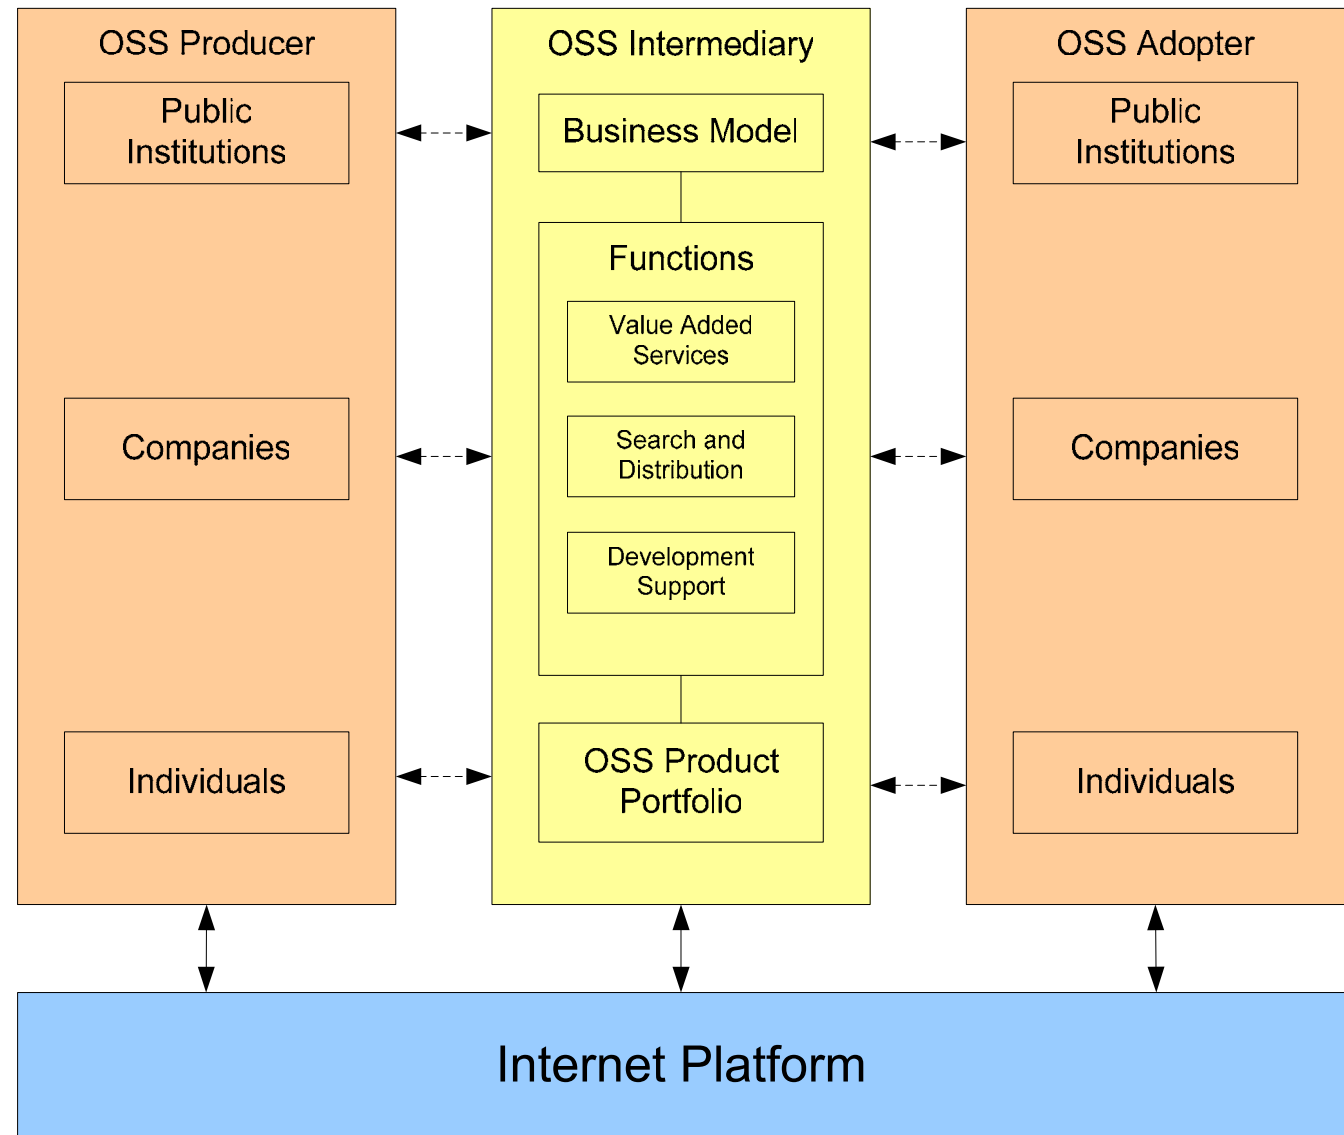 OSS Producer
Public
Institutions
Companies
Individuals
OSS Intermediary
Business Model
Functions
Value Added
Services
Search and
Distribution
Development
Support
OSS Product
Portfolio
OSS Adopter
Public
Institutions
Companies
Individuals
Internet Platform